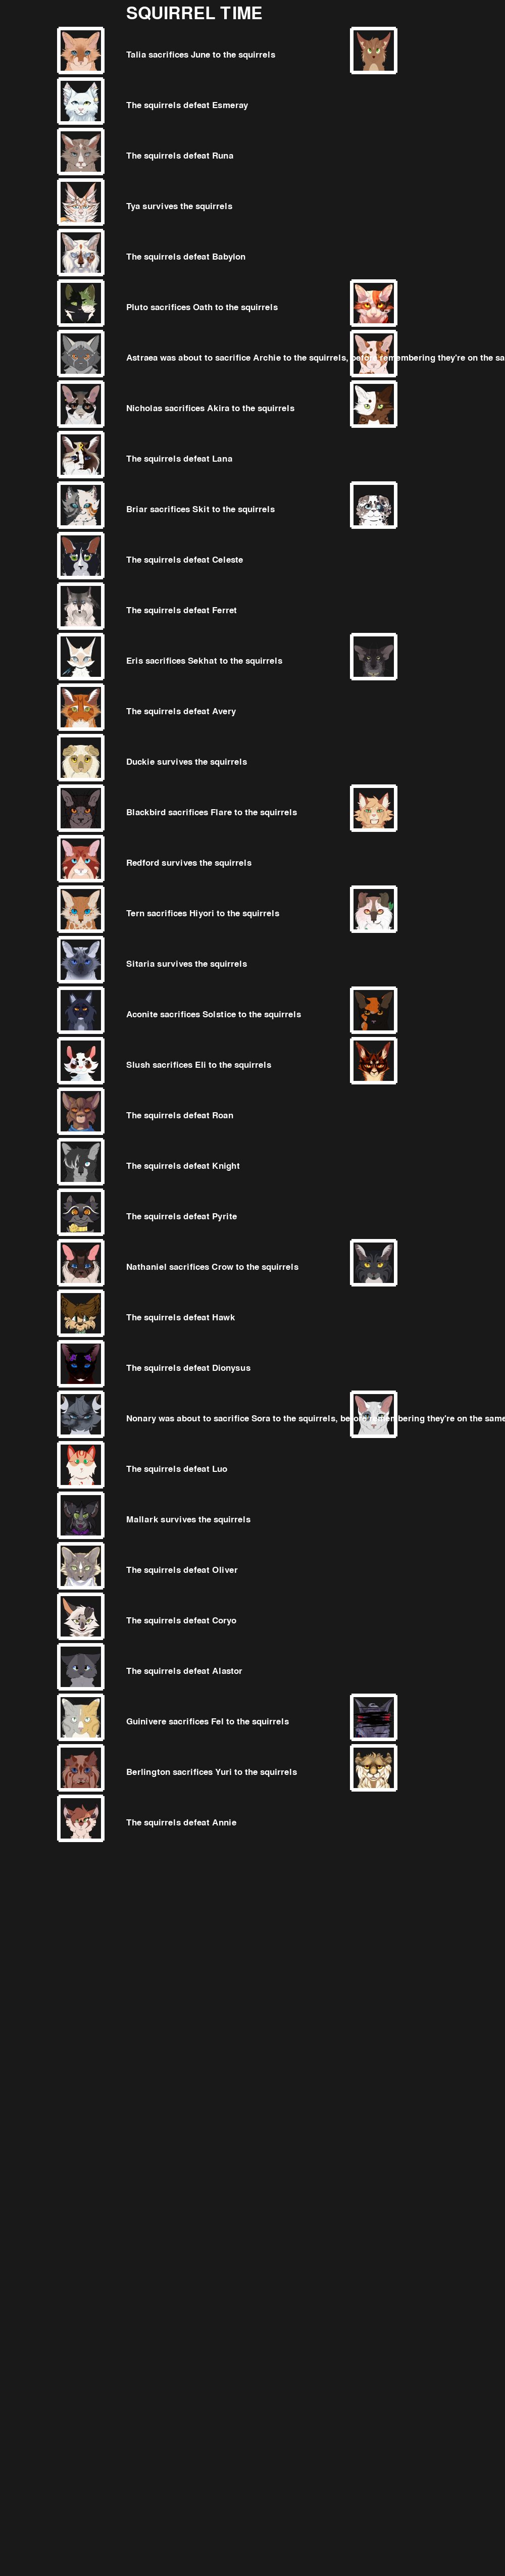 SQUIRREL TIME
Talia sacrifices June to the squirrels
The squirrels defeat Esmeray
The squirrels defeat Runa
Tya survives the squirrels
The squirrels defeat Babylon
Pluto sacrifices Oath to the squirrels
Astraea was about to sacrifice Archie to the squirrels, before remembering they're on the sa
Nicholas sacrifices Akira to the squirrels
The squirrels defeat Lana
Briar sacrifices Skit to the squirrels
The squirrels defeat Celeste
The squirrels defeat Ferret
Eris sacrifices Sekhat to the squirrels
The squirrels defeat Avery
Duckie survives the squirrels
Blackbird sacrifices Flare to the squirrels
Redford survives the squirrels
Tern sacrifices Hiyori to the squirrels
Sitaria survives the squirrels
Aconite sacrifices Solstice to the squirrels
Slush sacrifices Eli to the squirrels
The squirrels defeat Roan
The squirrels defeat Knight
The squirrels defeat Pyrite
Nathaniel sacrifices Crow to the squirrels
The squirrels defeat Hawk
The squirrels defeat Dionysus
Nonary was about to sacrifice Sora to the squirrels, before remembering they're on the same
The squirrels defeat Luo
Mallark survives the squirrels
The squirrels defeat Oliver
The squirrels defeat Coryo
The squirrels defeat Alastor
Guinivere sacrifices Fel to the squirrels
Berlington sacrifices Yuri to the squirrels
The squirrels defeat Annie